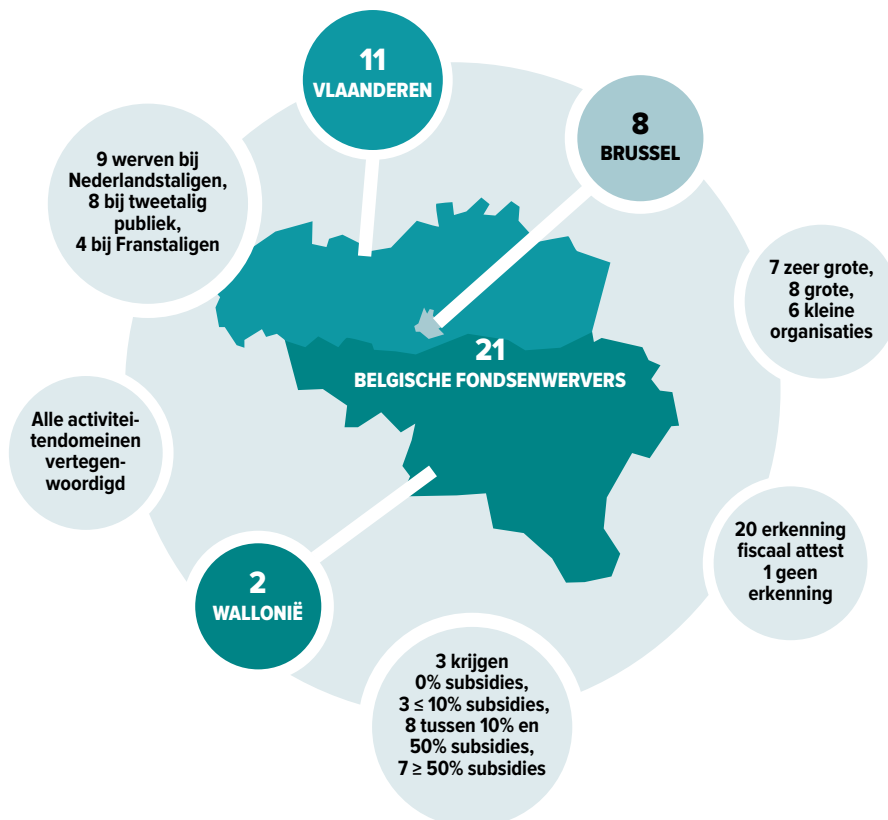 11
VLAANDEREN
8
BRUSSEL
9 werven bij
Nederlandstaligen,
8 bij tweetalig
publiek,
4 bij Franstaligen
7 zeer grote,
8 grote,
6 kleine
organisaties
21
BELGISCHE FONDSENWERVERS
Alle activitei-
tendomeinen
vertegen-
woordigd
20 erkenning
fiscaal attest
1 geen
erkenning
2
WALLONIË
3 krijgen
0% subsidies,
3 ≤ 10% subsidies,
8 tussen 10% en
50% subsidies,
7 ≥ 50% subsidies